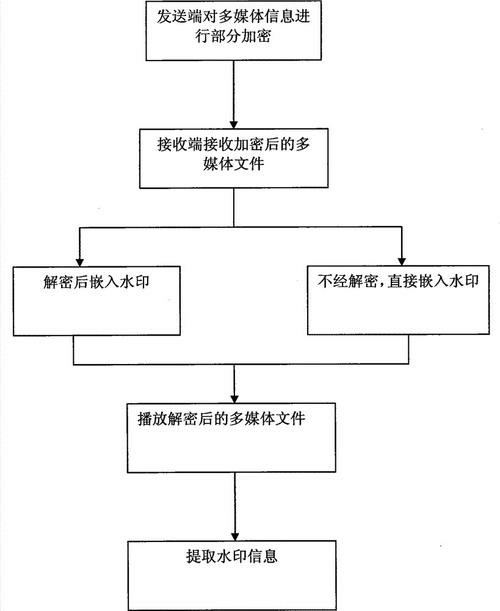 发送端对多媒体信息进
行部分加密
接收端接收加密后的多
媒体文件
解密后嵌入水印
不经解密，直接嵌入水印
播放解密后的多媒体文件
提取水印信息